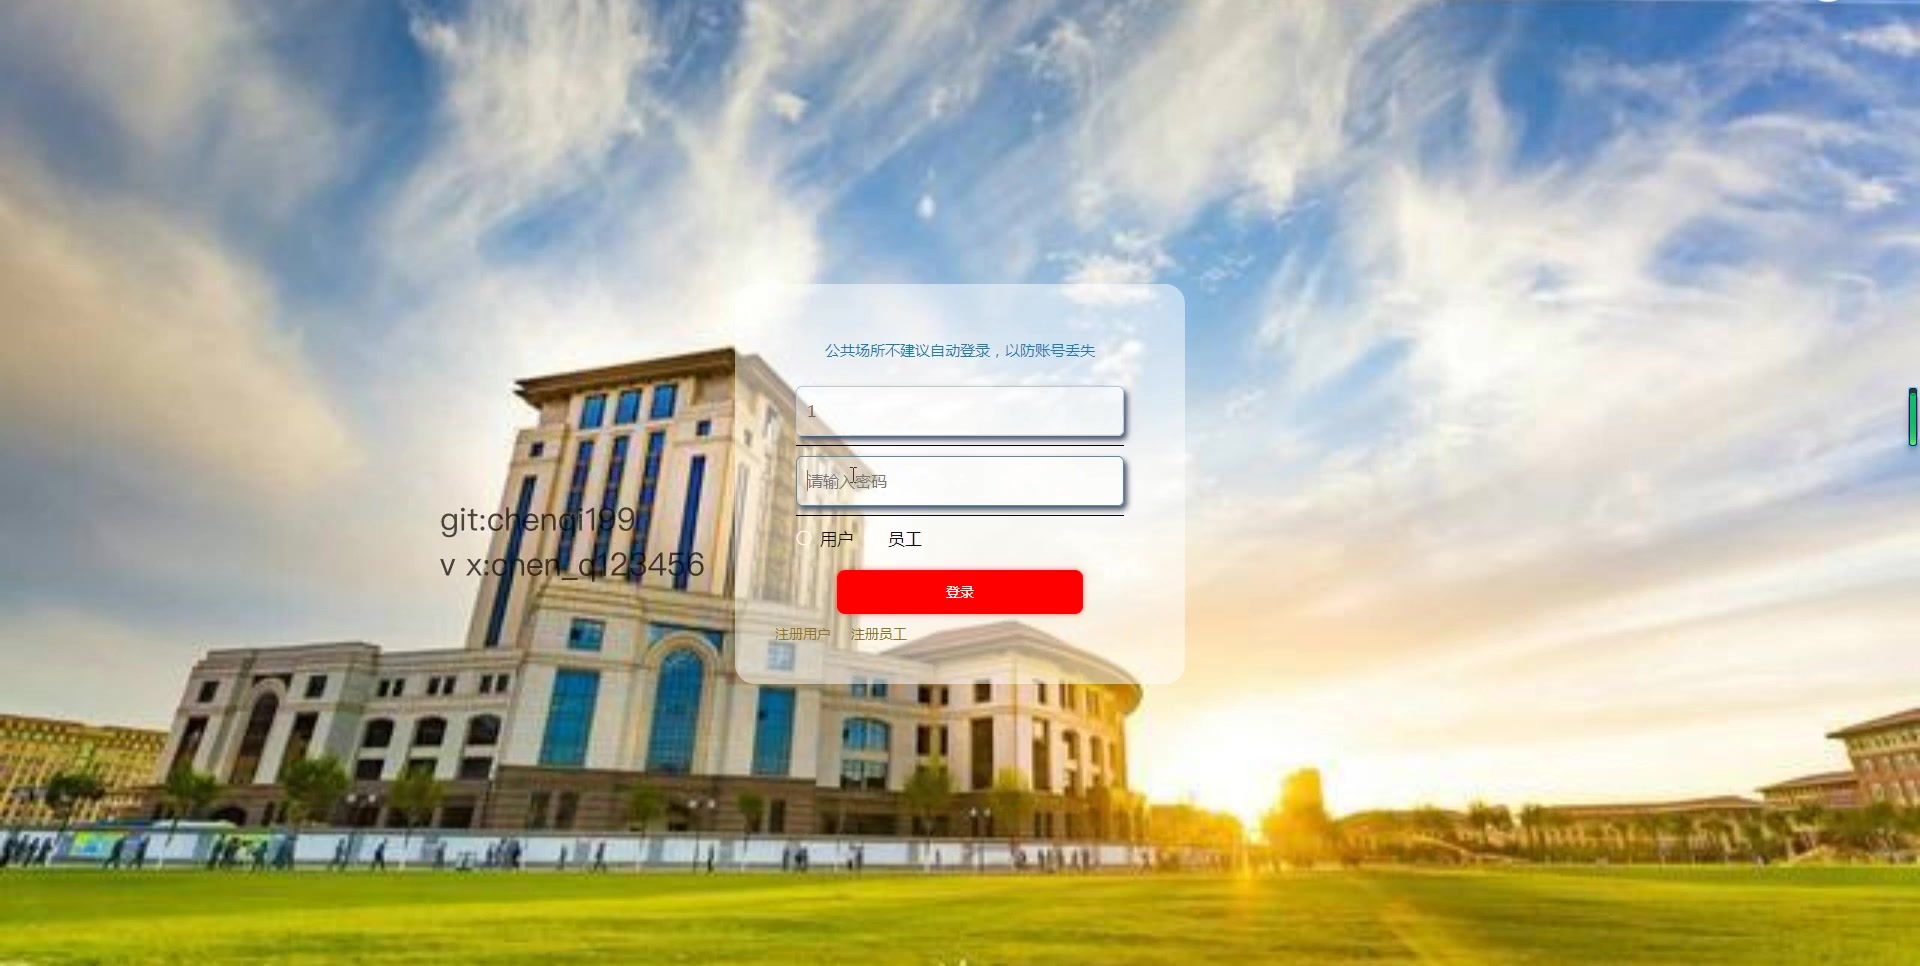 公共场所不建议自动登录，以防账号丢失
1
请输入密码
git:chenqi199
v x:chen_q123456
用户 员工
登录
注册用户 注册员工